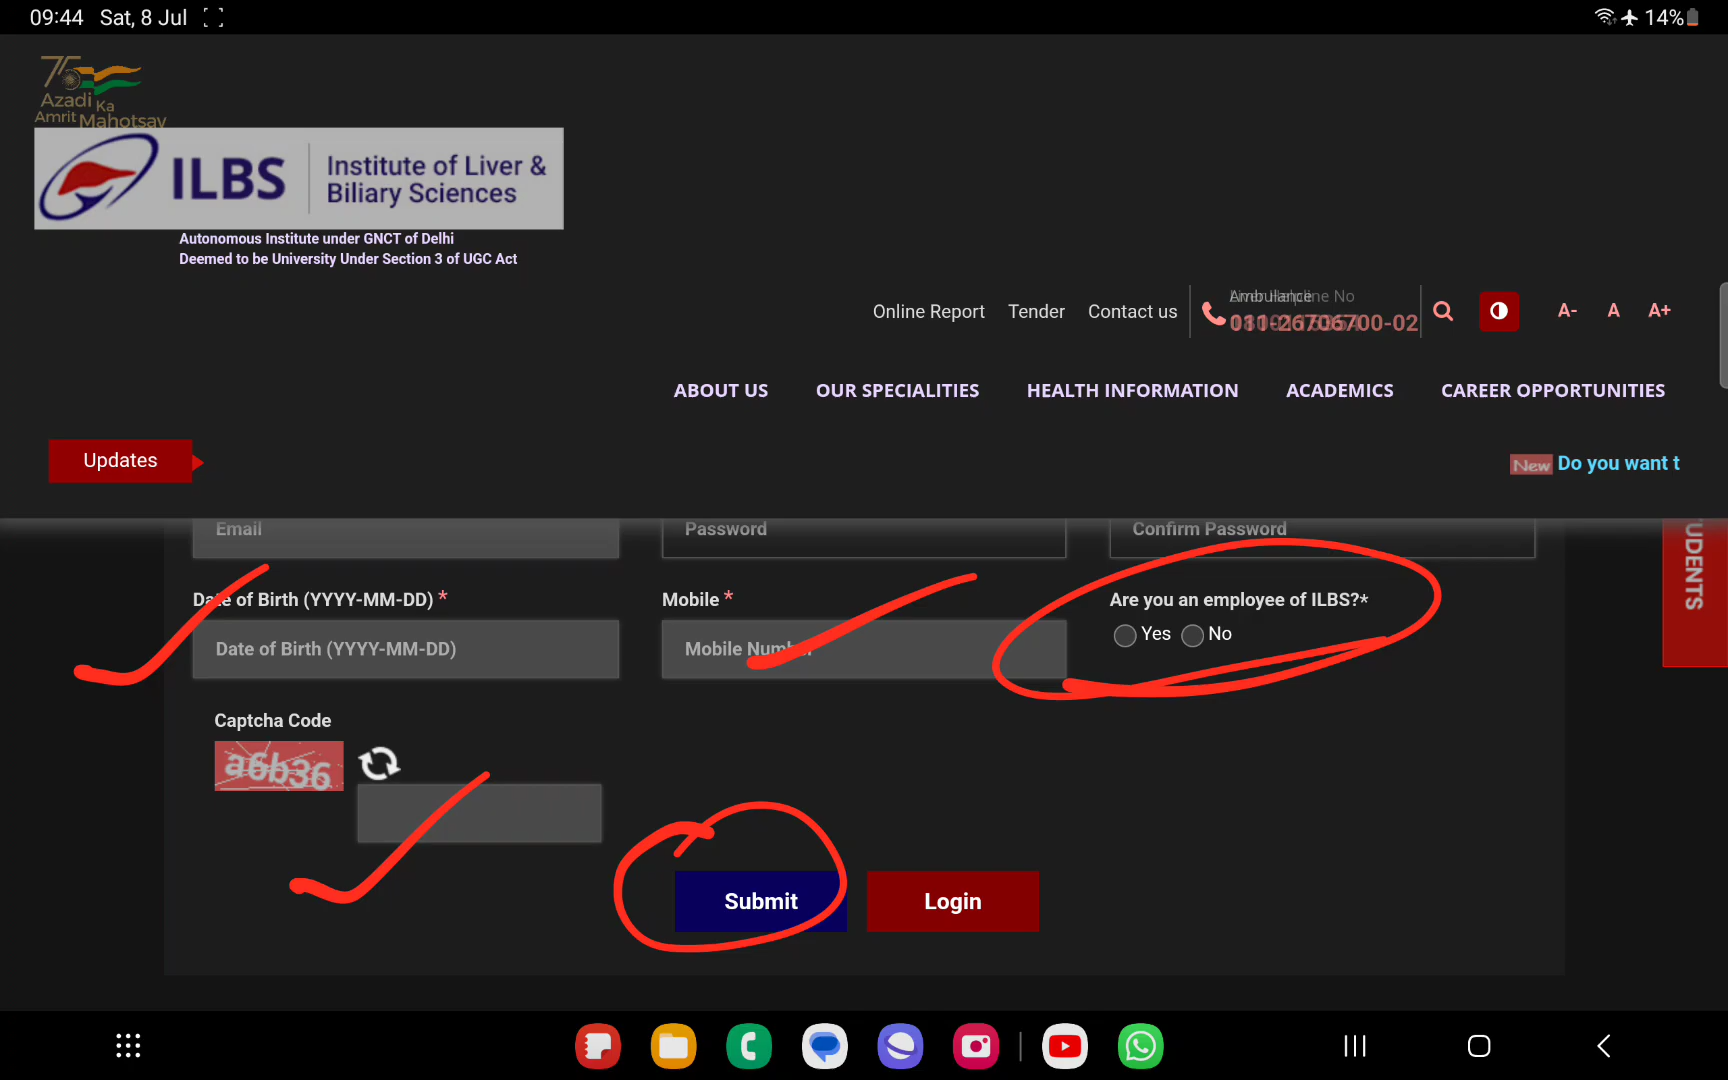 09:44 Sat, 8 Jul
14%
75
Azadi Ka
Amrit Mahotsav
ILBS
Institute of Liver &
Biliary Sciences
Autonomous Institute under GNCT of Delhi
Deemed to be University Under Section 3 of UGC Act
Online Report Tender Contact us
A- A A+
ABOUT US OUR SPECIALITIES HEALTH INFORMATION ACADEMICS CAREER OPPORTUNITIES
Updates
New Do you want t
Email Password Confirm Password
Date of Birth (YYYY-MM-DD) * Mobile * Are you an employee of ILBS?*
Date of Birth (YYYY-MM-DD) Mobile Number Yes No
UDENTS
Captcha Code
a6b36
Submit Login